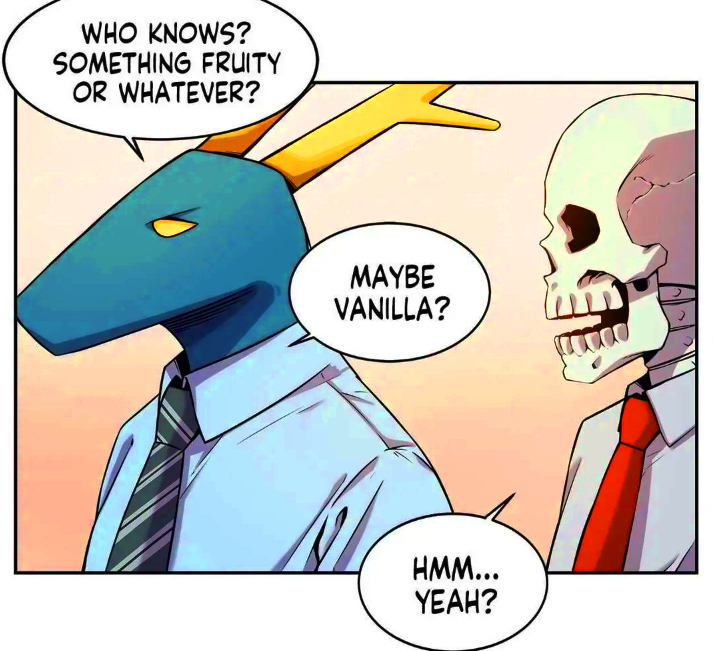 WHO KNOWS?
SOMETHING FRUITY
OR WHATEVER?
MAYBE
VANILLA?
HMM...
YEAH?